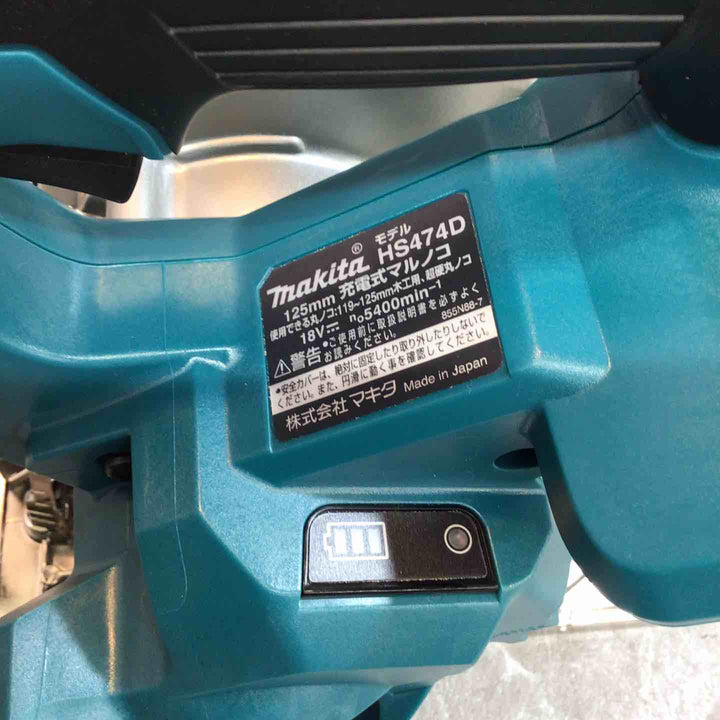 makita® モデル HS474D
125mm 充電式マルノコ
使用できる丸ノコ:119~125mm木工用、超硬丸ノコ
18V⎓ n₀5400min⁻¹
855N88-7
⚠警告
●ご使用前に取扱説明書を必ずよく
お読みください。
●安全カバーは、絶対に固定したり取り外したりしないで
ください。また、円滑に動く事を確認してください。
株式会社 マキタ Made in Japan